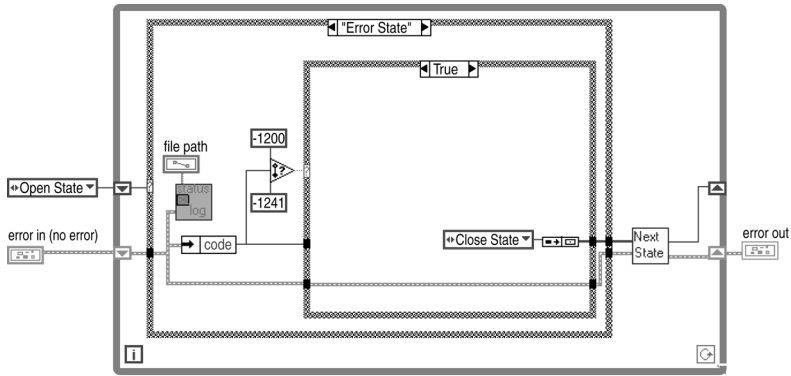 "Error State"
True
-1200
file path
status
log
Open State
-1241
error in (no error)
code
Close State
Next
State
error out
i